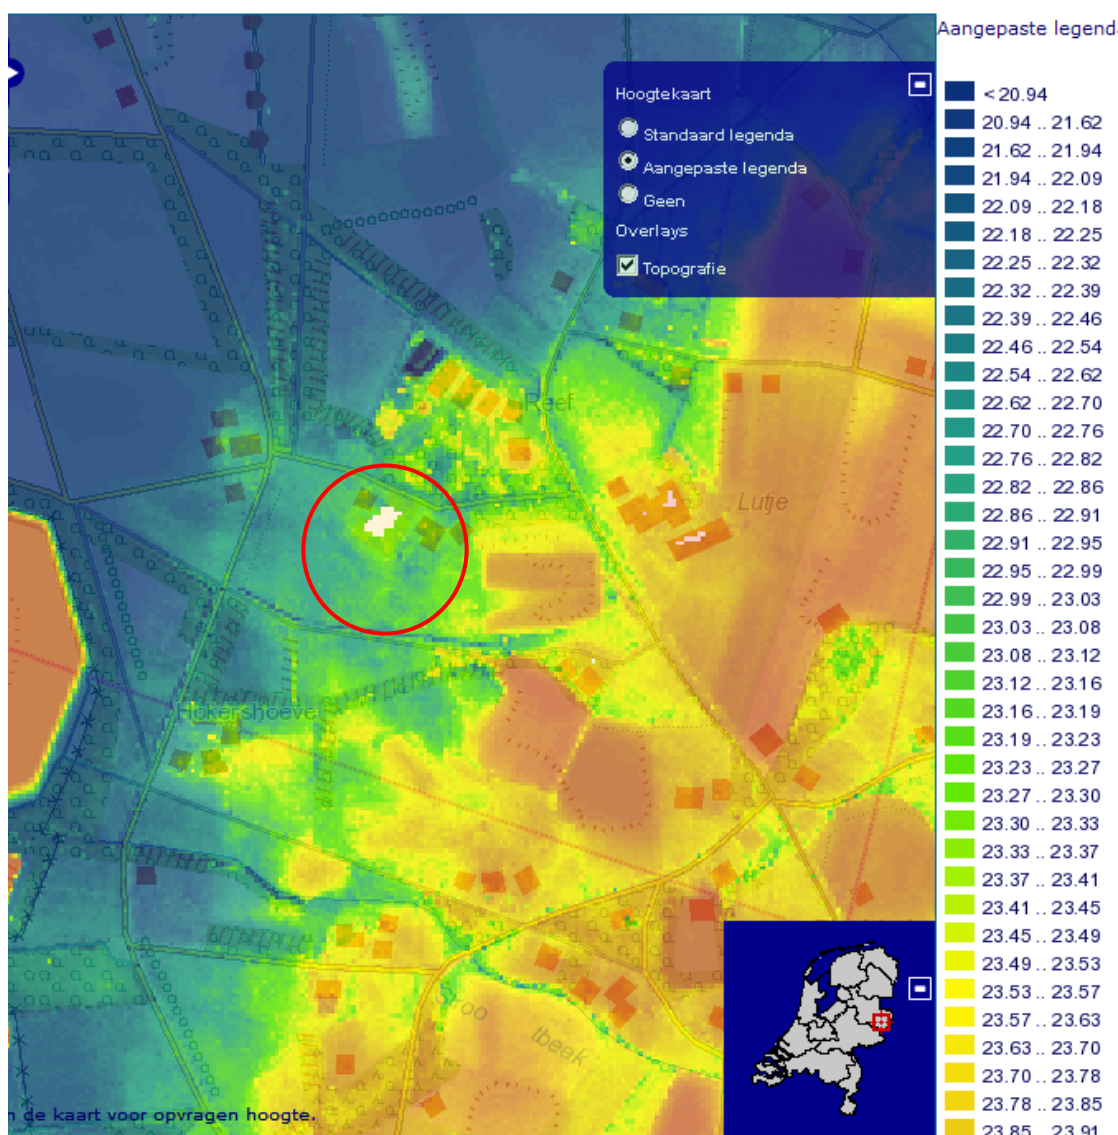 Aangepaste legend
Hoogtekaart
Standaard legenda
Aangepaste legenda
Geen
Overlays
Topografie
< 20.94
20.94 .. 21.62
21.62 .. 21.94
21.94 .. 22.09
22.09 .. 22.18
22.18 .. 22.25
22.25 .. 22.32
22.32 .. 22.39
22.39 .. 22.46
22.46 .. 22.54
22.54 .. 22.62
22.62 .. 22.70
22.70 .. 22.76
22.76 .. 22.82
22.82 .. 22.86
22.86 .. 22.91
22.91 .. 22.95
22.95 .. 22.99
22.99 .. 23.03
23.03 .. 23.08
23.08 .. 23.12
23.12 .. 23.16
23.16 .. 23.19
23.19 .. 23.23
23.23 .. 23.27
23.27 .. 23.30
23.30 .. 23.33
23.33 .. 23.37
23.37 .. 23.41
23.41 .. 23.45
23.45 .. 23.49
23.49 .. 23.53
23.53 .. 23.57
23.57 .. 23.63
23.63 .. 23.70
23.70 .. 23.78
23.78 .. 23.85
23.85 .. 23.91
Reef
Lutje
Hokershoeve
tbeek
n de kaart voor opvragen hoogte.